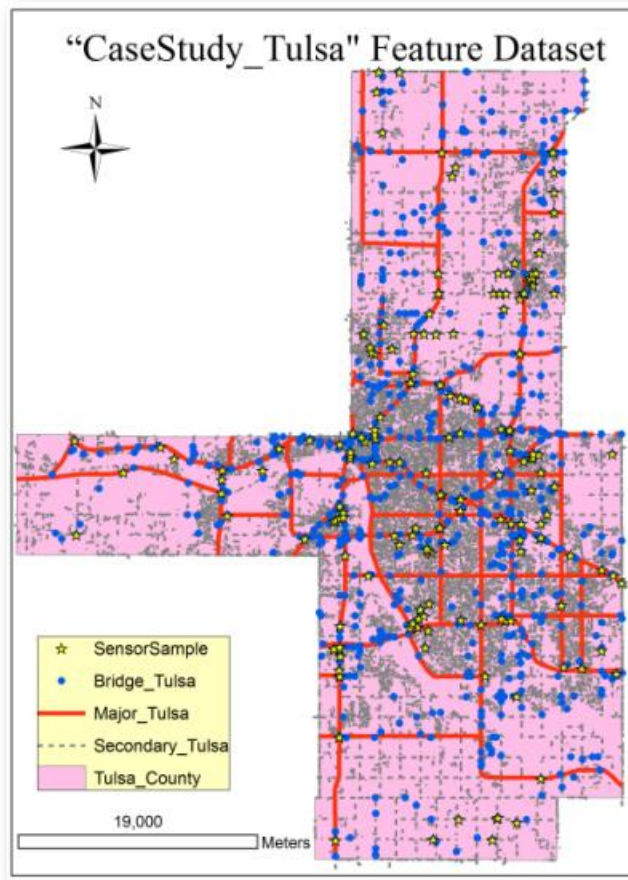 “CaseStudy_Tulsa" Feature Dataset
N
SensorSample
Bridge_Tulsa
Major_Tulsa
Secondary_Tulsa
Tulsa_County
19,000
Meters